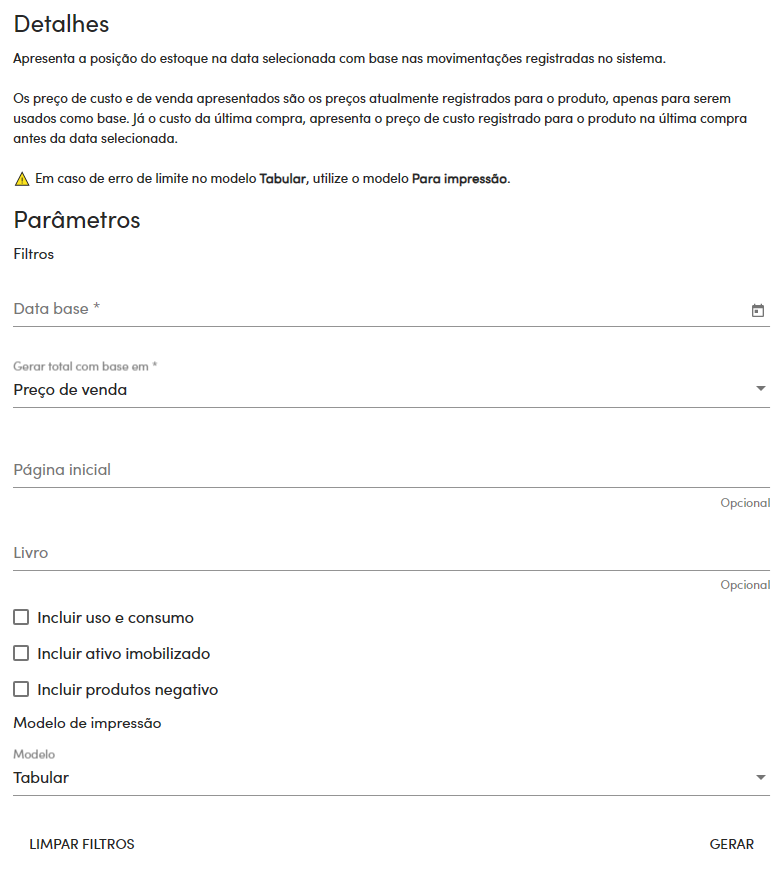 Detalhes
Apresenta a posição do estoque na data selecionada com base nas movimentações registradas no sistema.
Os preço de custo e de venda apresentados são os preços atualmente registrados para o produto, apenas para serem
usados como base. Já o custo da última compra, apresenta o preço de custo registrado para o produto na última compra
antes da data selecionada.
⚠ Em caso de erro de limite no modelo Tabular, utilize o modelo Para impressão.
Parâmetros
Filtros
Data base *
Gerar total com base em *
Preço de venda
Página inicial
Opcional
Livro
Opcional
Incluir uso e consumo
Incluir ativo imobilizado
Incluir produtos negativo
Modelo de impressão
Modelo
Tabular
LIMPAR FILTROS GERAR